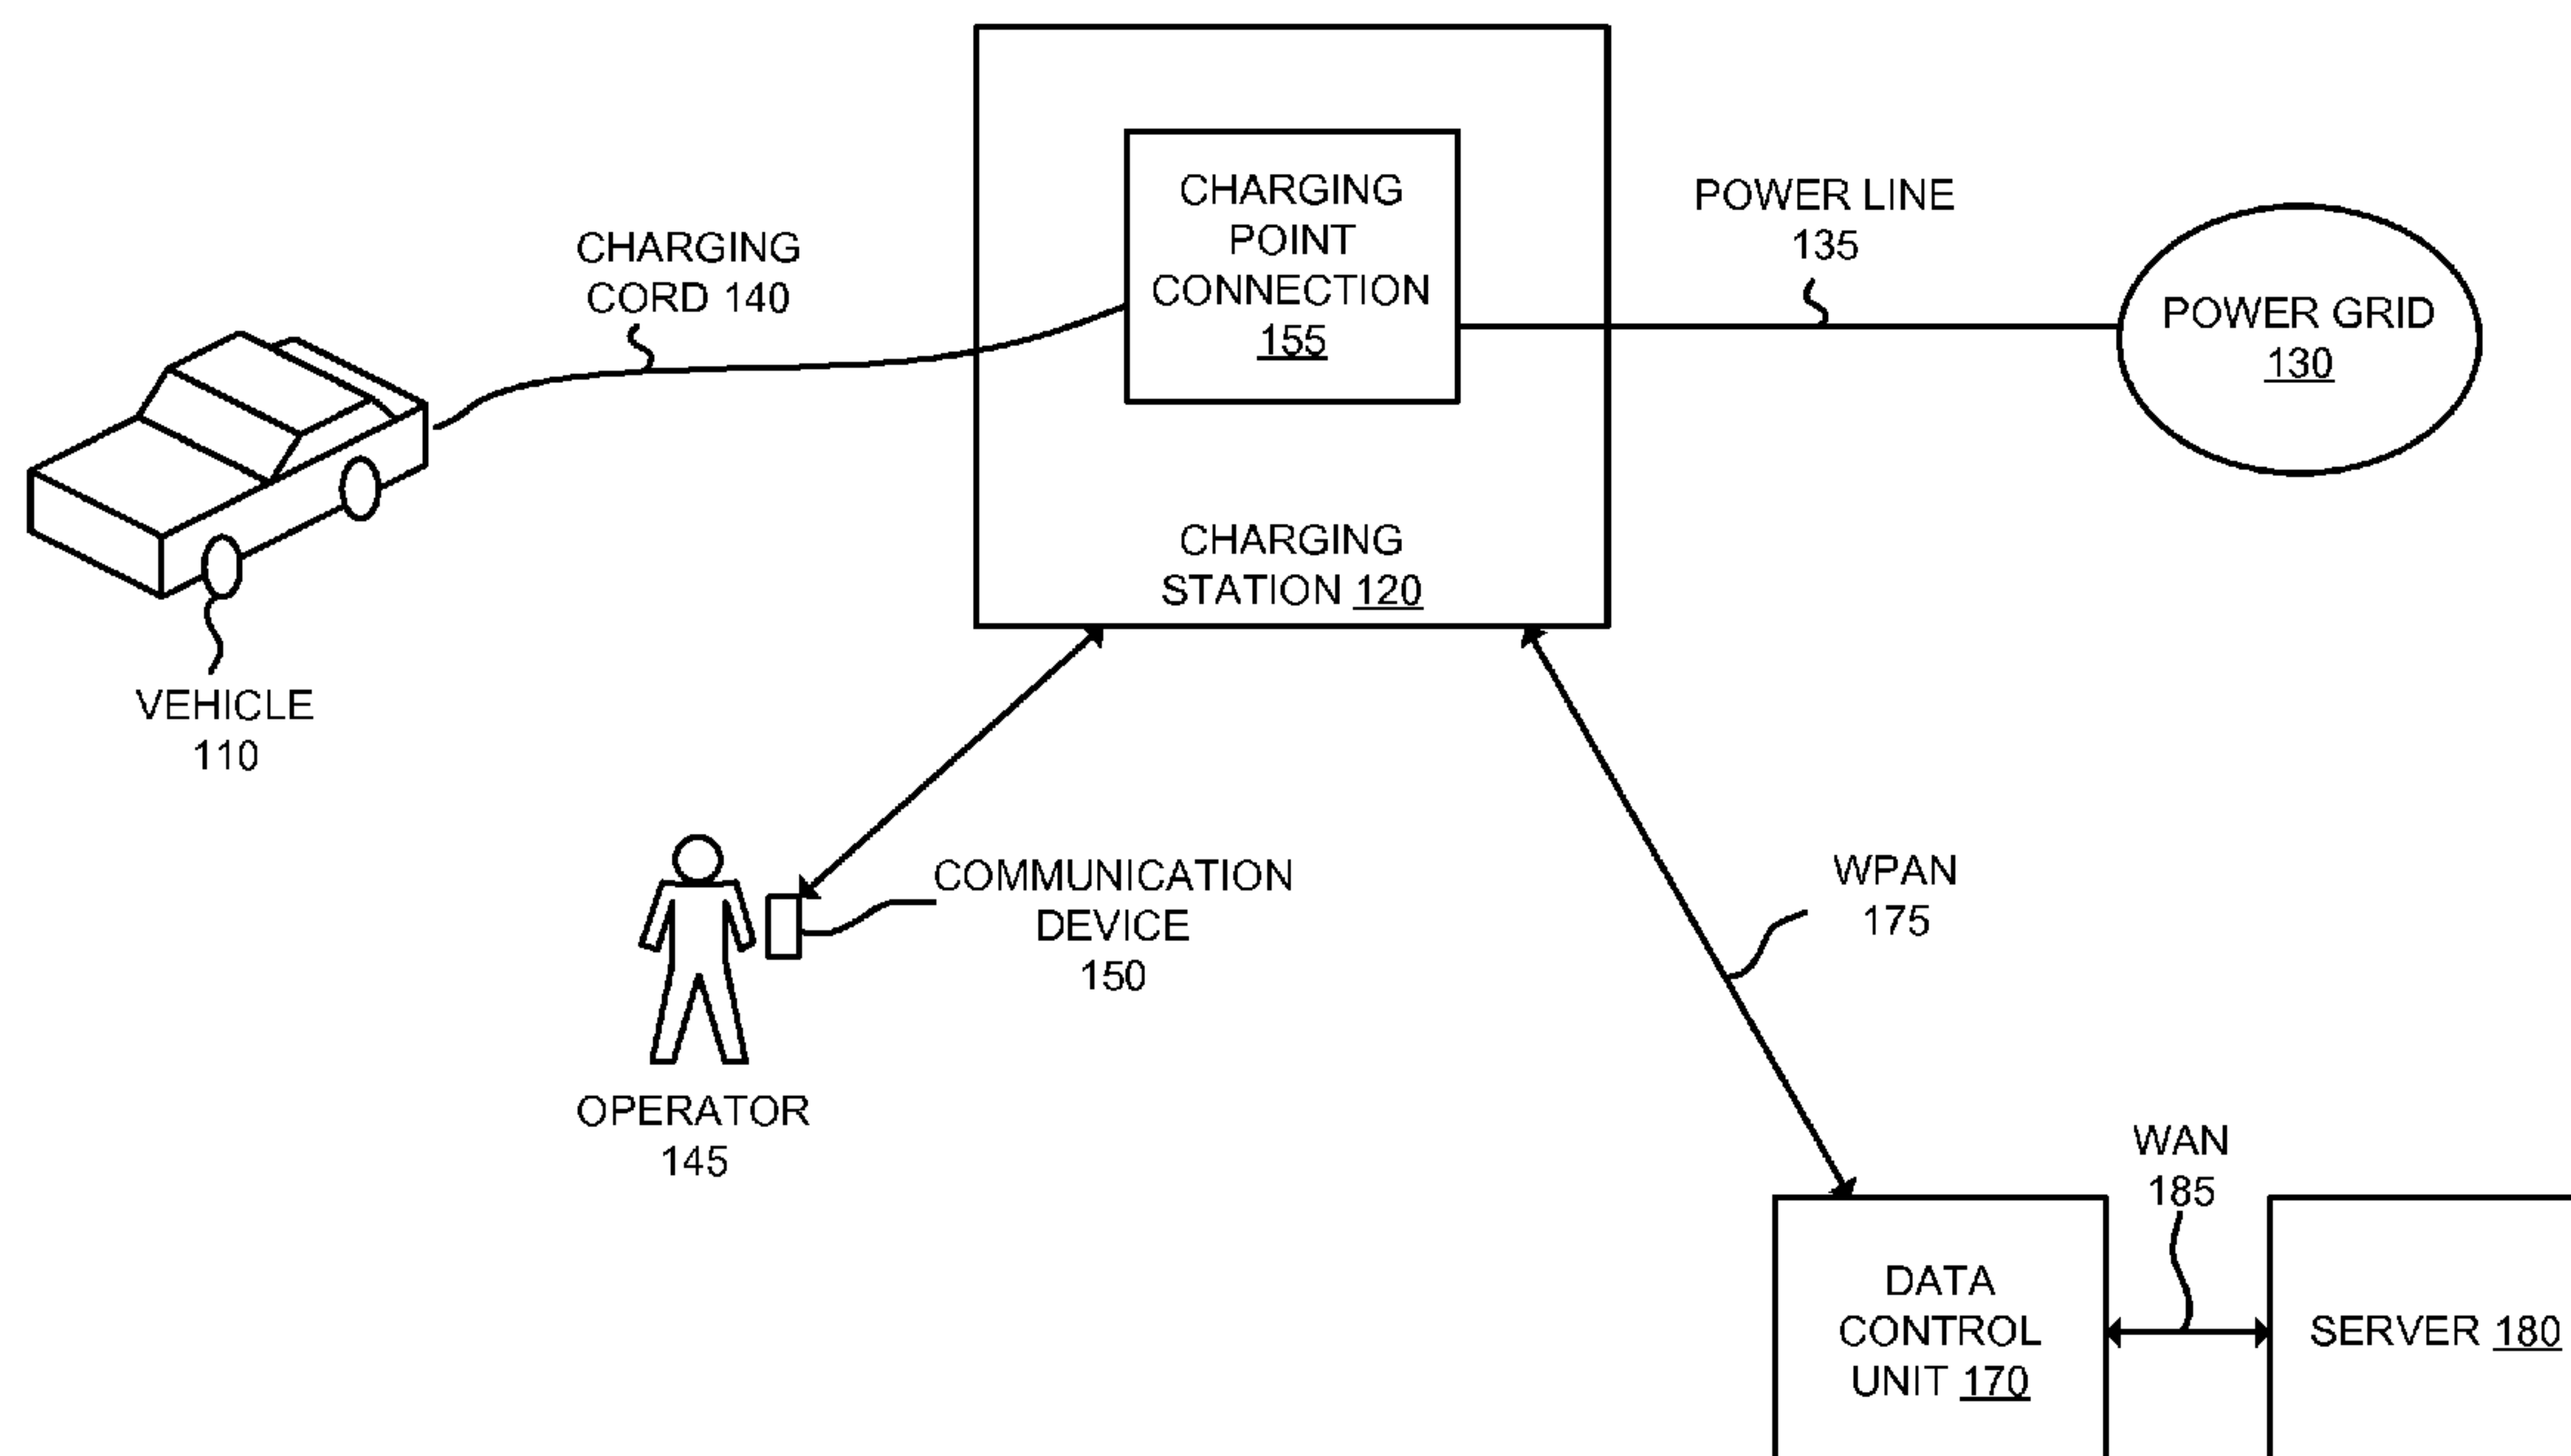 CHARGING
POINT
CONNECTION
155
POWER LINE
135
CHARGING
CORD 140
POWER GRID
130
CHARGING
STATION 120
VEHICLE
110
COMMUNICATION
DEVICE
150
WPAN
175
OPERATOR
145
WAN
185
DATA
CONTROL
UNIT 170
SERVER 180